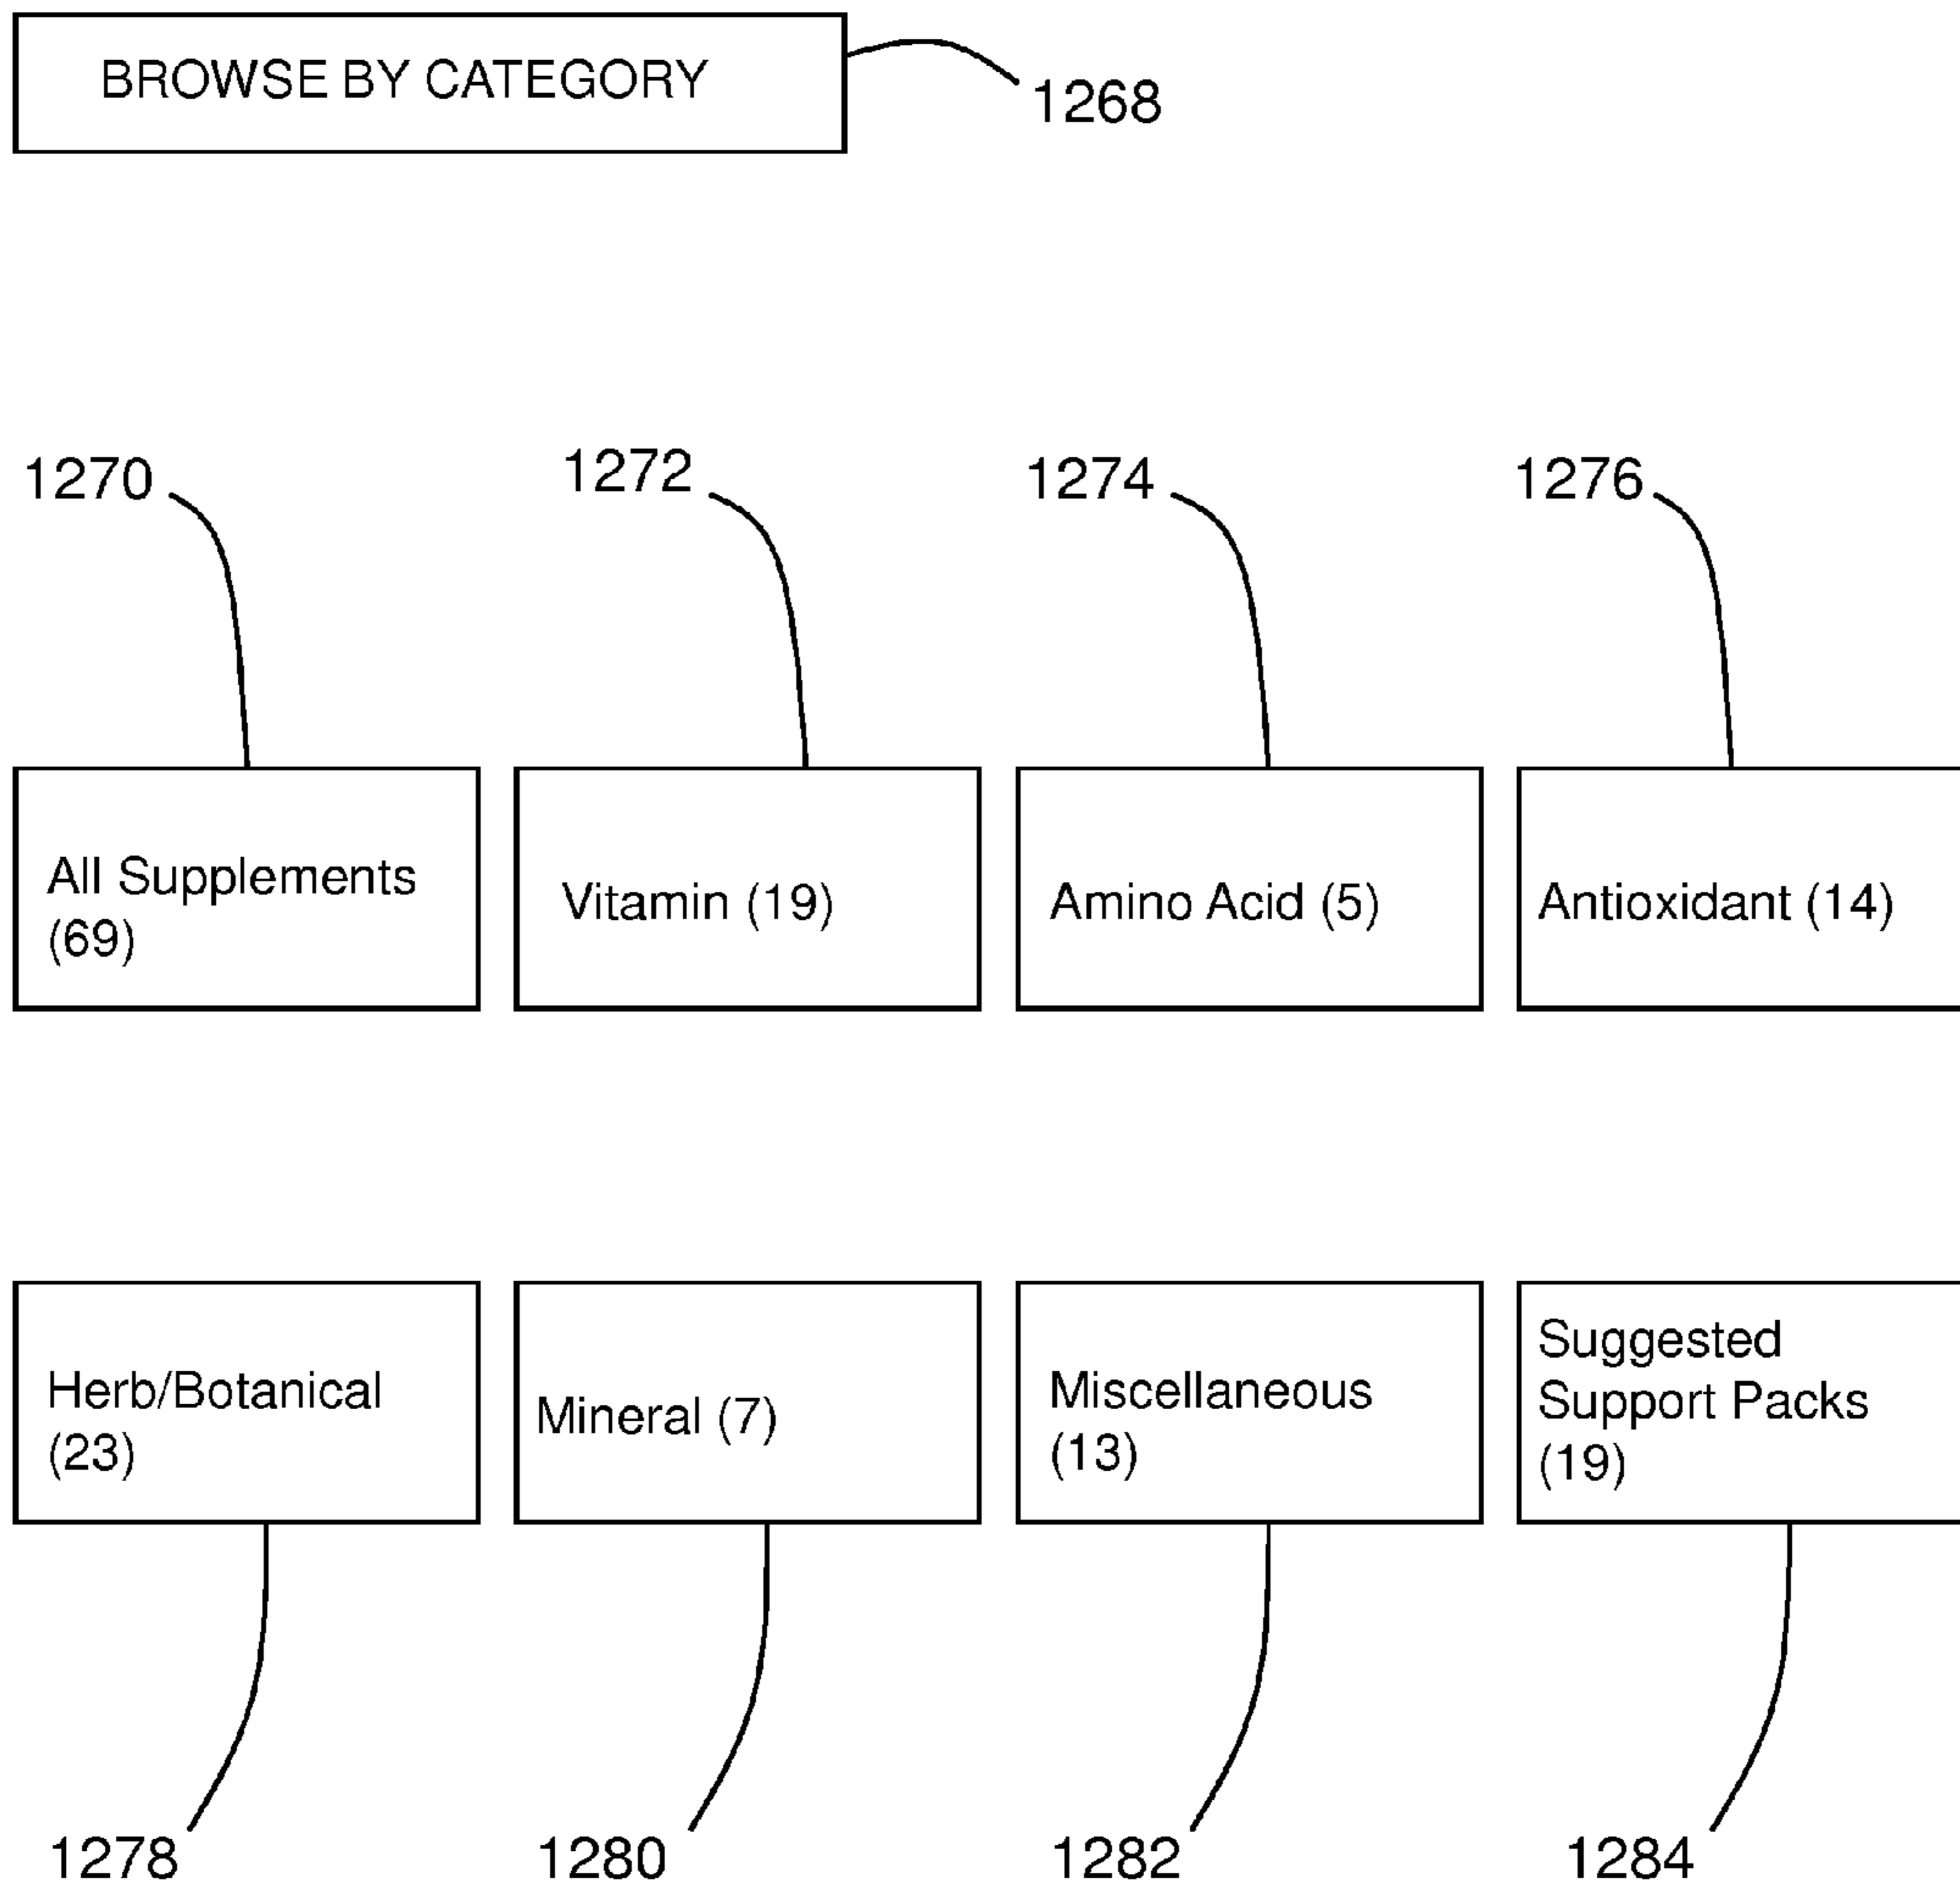 BROWSE BY CATEGORY
1268
1270
1272
1274
1276
All Supplements
(69)
Vitamin (19)
Amino Acid (5)
Antioxidant (14)
Herb/Botanical
(23)
Mineral (7)
Miscellaneous
(13)
Suggested
Support Packs
(19)
1278
1280
1282
1284